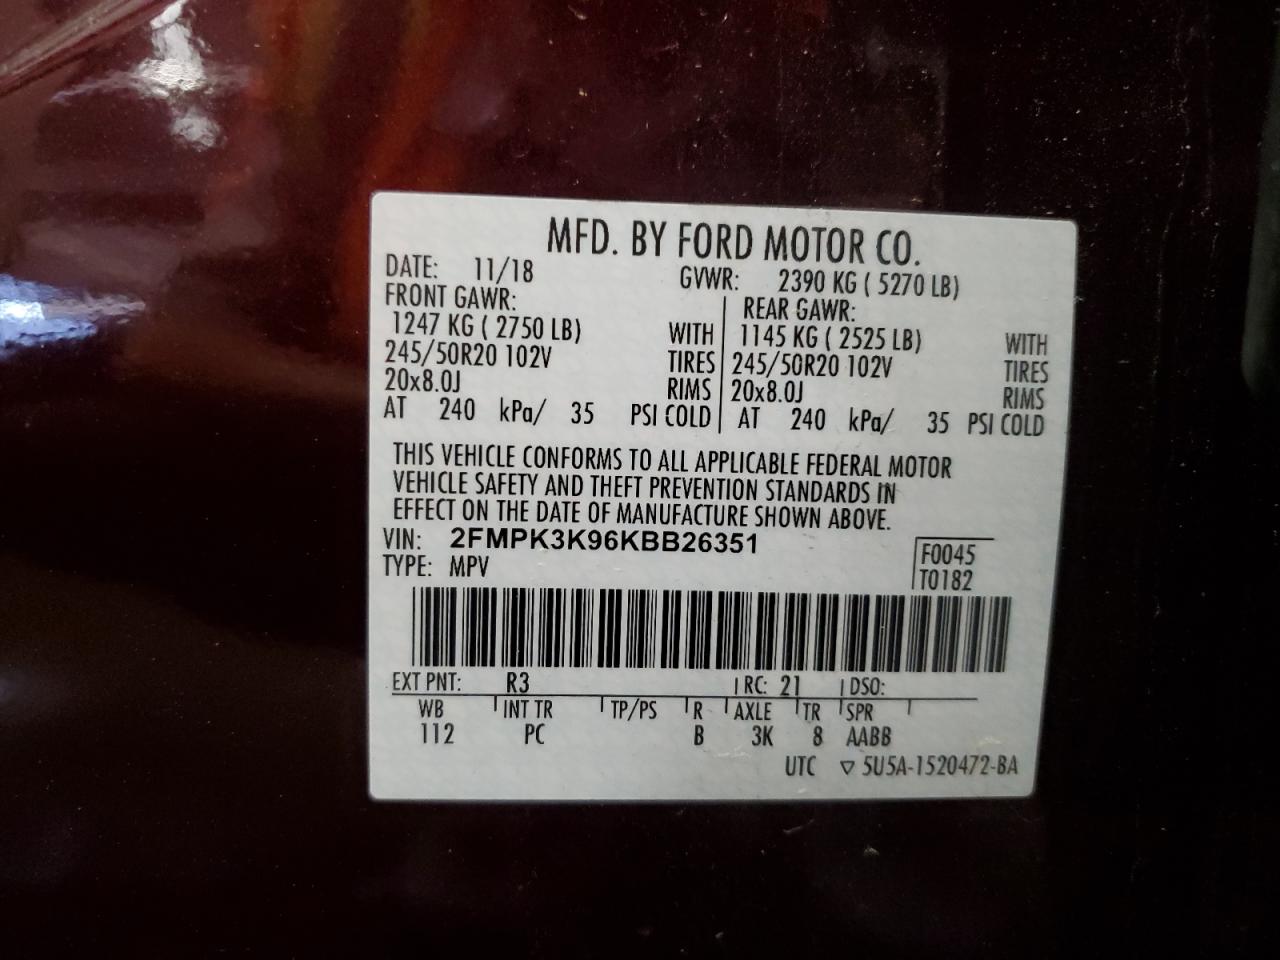 MFD. BY FORD MOTOR CO.
DATE: 11/18 GVWR: 2390 KG ( 5270 LB)
FRONT GAWR: REAR GAWR:
1247 KG ( 2750 LB) WITH 1145 KG ( 2525 LB) WITH
245/50R20 102V TIRES 245/50R20 102V TIRES
20x8.0J RIMS 20x8.0J RIMS
AT 240 kPa/ 35 PSI COLD AT 240 kPa/ 35 PSI COLD
THIS VEHICLE CONFORMS TO ALL APPLICABLE FEDERAL MOTOR
VEHICLE SAFETY AND THEFT PREVENTION STANDARDS IN
EFFECT ON THE DATE OF MANUFACTURE SHOWN ABOVE.
VIN: 2FMPK3K96KBB26351 F0045
TYPE: MPV T0182
EXT PNT: R3 RC: 21 DSO:
WB INT TR TP/PS R AXLE TR SPR
112 PC B 3K 8 AABB
UTC ▽ 5U5A-1520472-BA